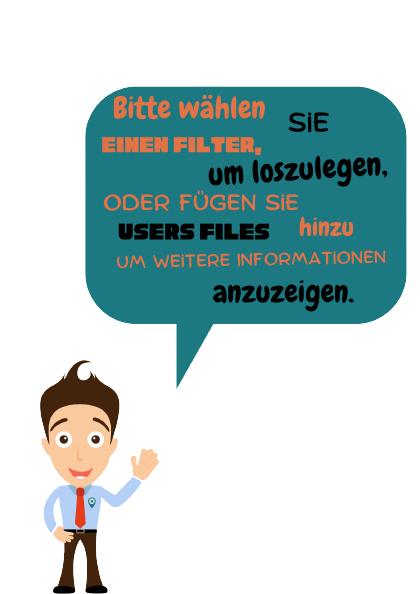 Bitte wählen SiE
EINEN FILTER,
um loszulegen,
ODER FÜGEN SiE
USERS FILES hinzu
UM WEiTERE iNFORMATiONEN
anzuzeigen.